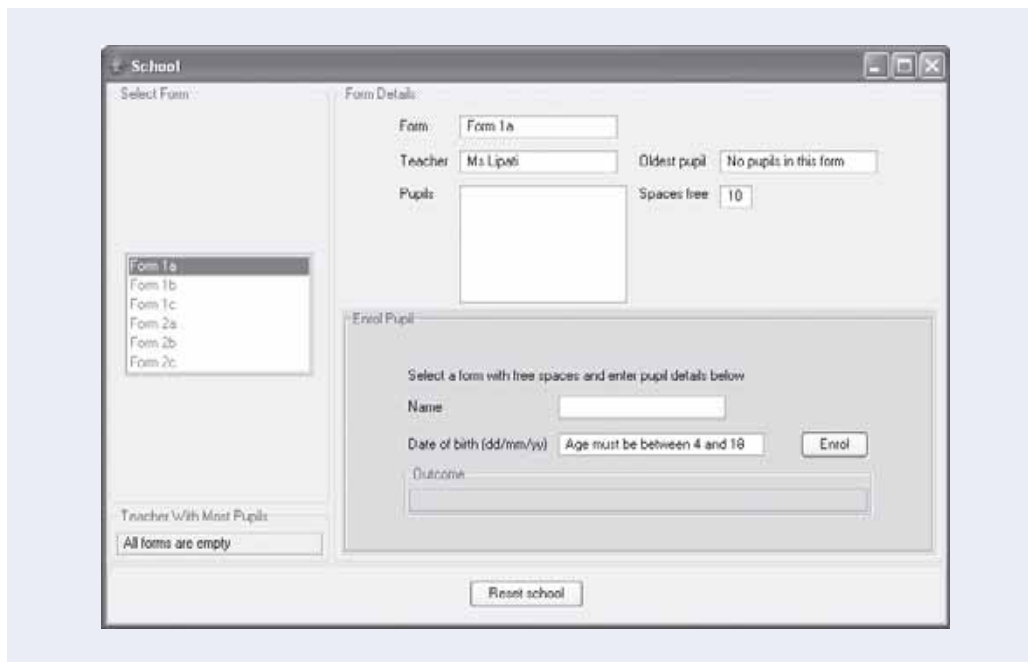 School
Select Form
Form 1a
Form 1b
Form 1c
Form 2a
Form 2b
Form 2c
Teacher With Most Pupils
All forms are empty
Form Details
Form Form 1a
Teacher Ms Lipati Oldest pupil No pupils in this form
Pupils Spaces free 10
Enrol Pupil
Select a form with free spaces and enter pupil details below
Name
Date of birth (dd/mm/yy) Age must be between 4 and 18 Enrol
Outcome
Reset school